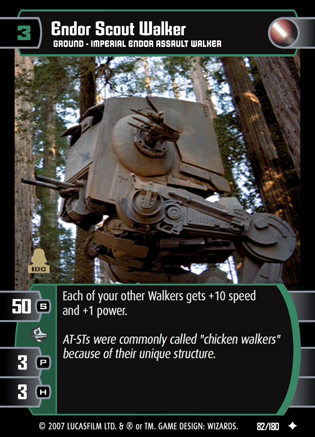 3
Endor Scout Walker
GROUND - IMPERIAL ENDOR ASSAULT WALKER
IDC
50 S
Each of your other Walkers gets +10 speed
and +1 power.
AT-STs were commonly called "chicken walkers"
because of their unique structure.
3 P
3 H
© 2007 LUCASFILM LTD. & ® or TM. GAME DESIGN: WIZARDS.
82/180